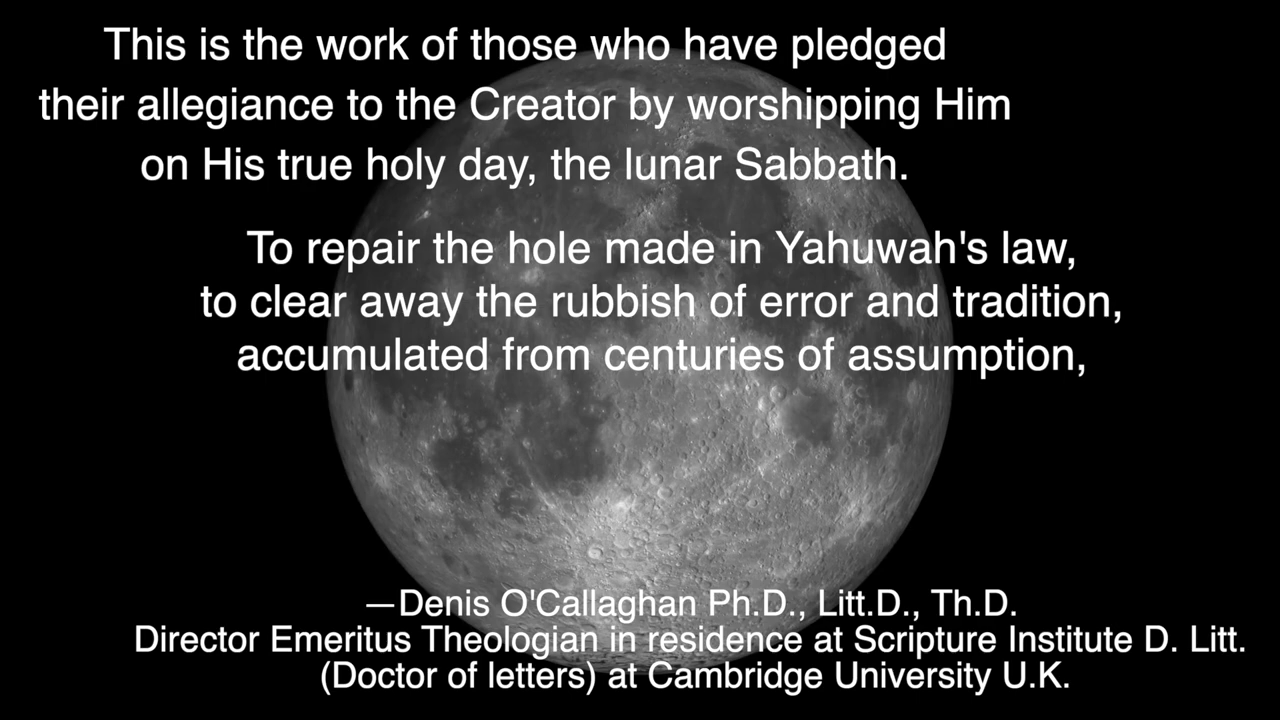 This is the work of those who have pledged
their allegiance to the Creator by worshipping Him
on His true holy day, the lunar Sabbath.
To repair the hole made in Yahuwah's law,
to clear away the rubbish of error and tradition,
accumulated from centuries of assumption,
—Denis O'Callaghan Ph.D., Litt.D., Th.D.
Director Emeritus Theologian in residence at Scripture Institute D. Litt.
(Doctor of letters) at Cambridge University U.K.